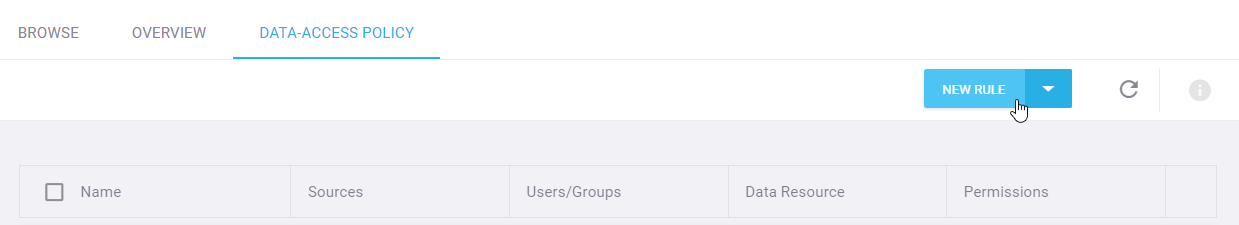 BROWSE OVERVIEW DATA-ACCESS POLICY
NEW RULE
Name Sources Users/Groups Data Resource Permissions